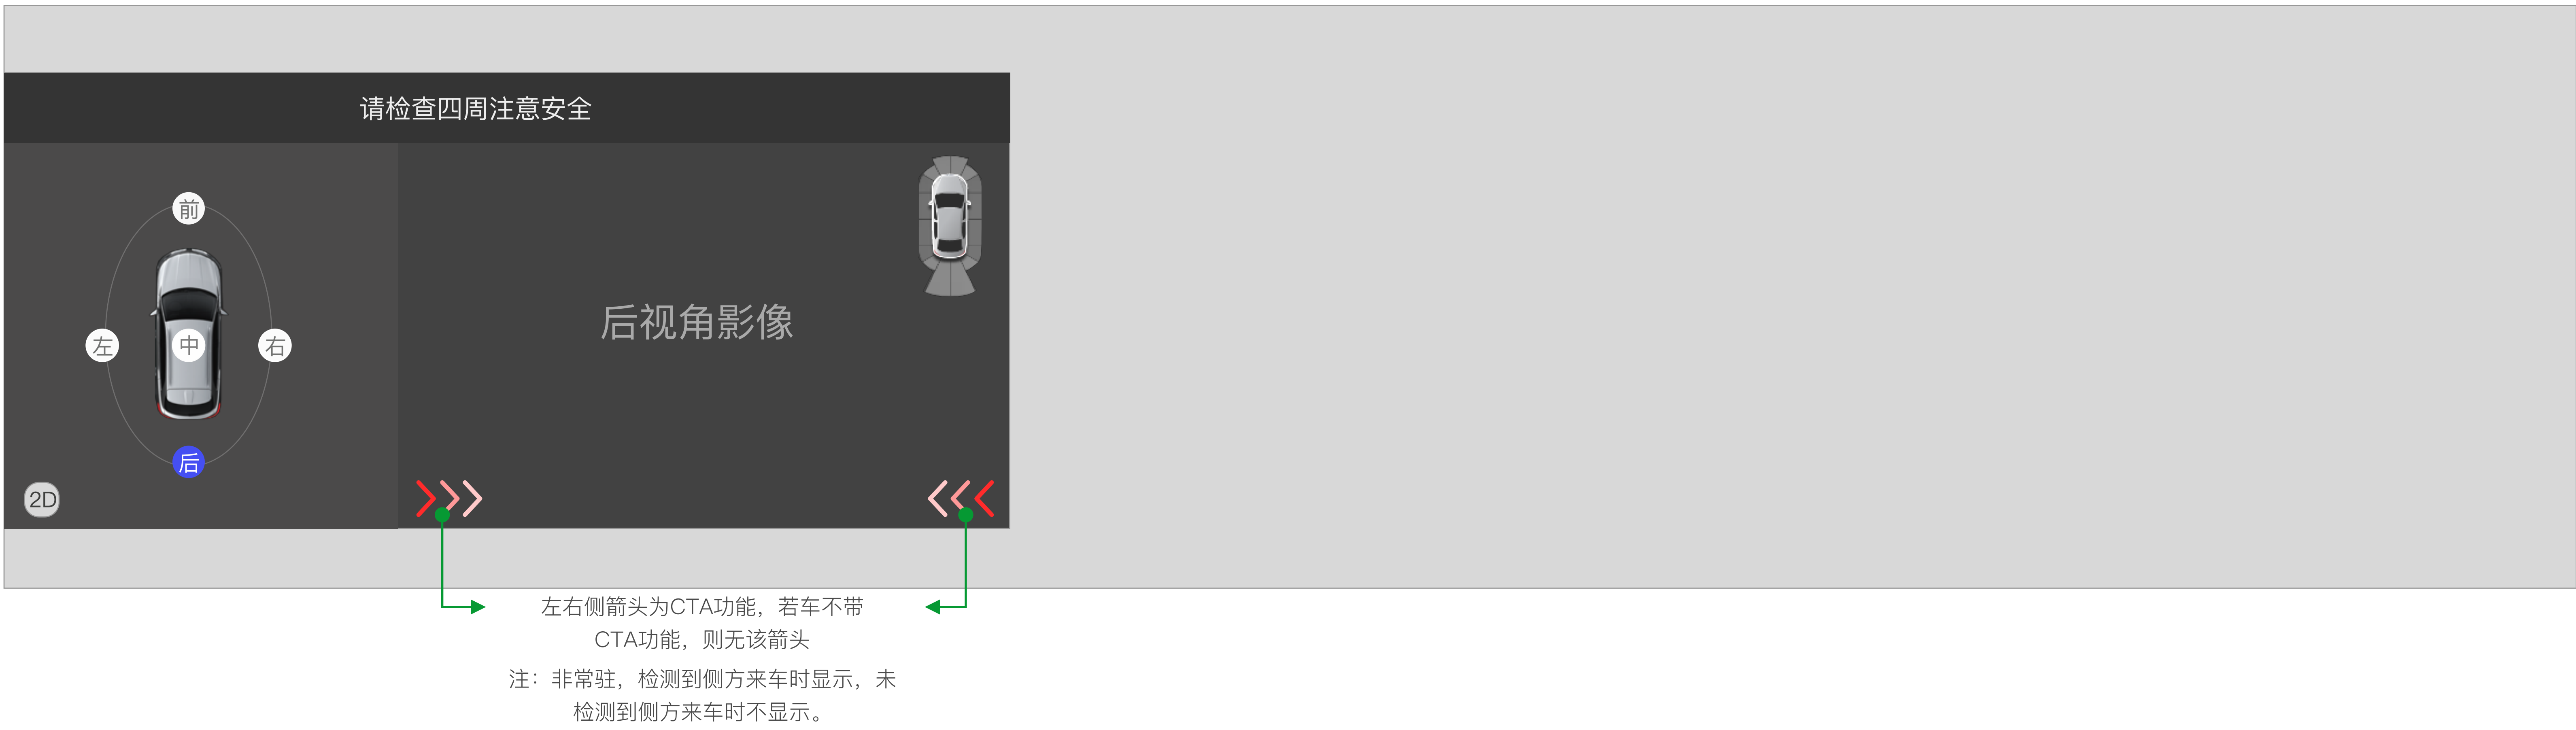 请检查四周注意安全
前
左
中
右
后
2D
后视角影像
左右侧箭头为CTA功能，若车不带
CTA功能，则无该箭头
注：非常驻，检测到侧方来车时显示，未
检测到侧方来车时不显示。